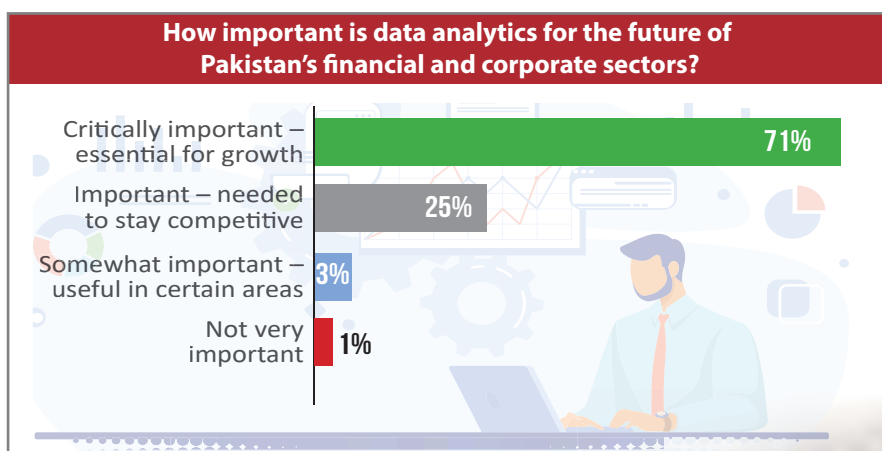 How important is data analytics for the future of
Pakistan’s financial and corporate sectors?
Critically important –
essential for growth
71%
Important – needed
to stay competitive
25%
Somewhat important –
useful in certain areas
3%
Not very
important
1%